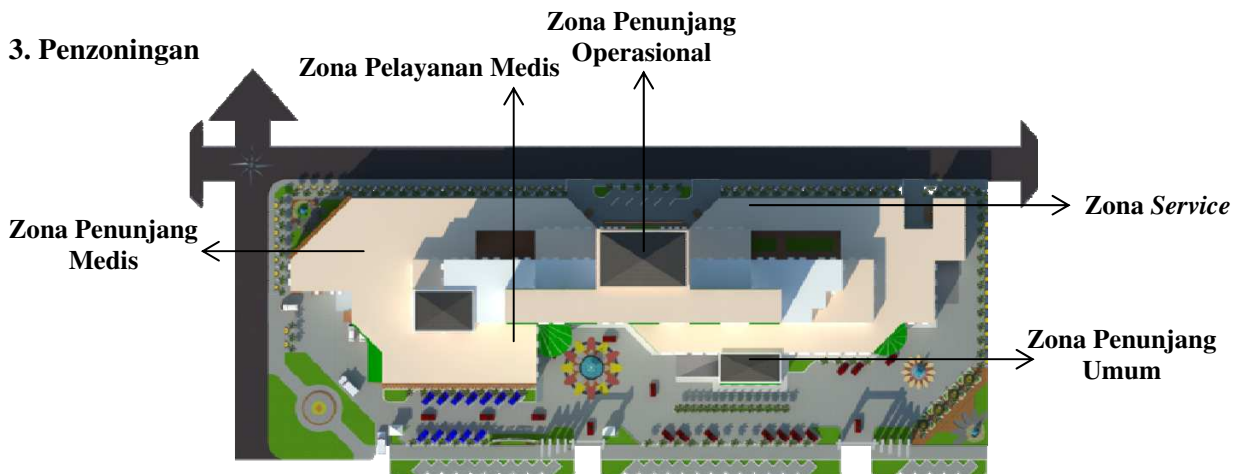 3. Penzoningan
Zona Penunjang
Operasional
Zona Pelayanan Medis
Zona Service
Zona Penunjang
Medis
Zona Penunjang
Umum